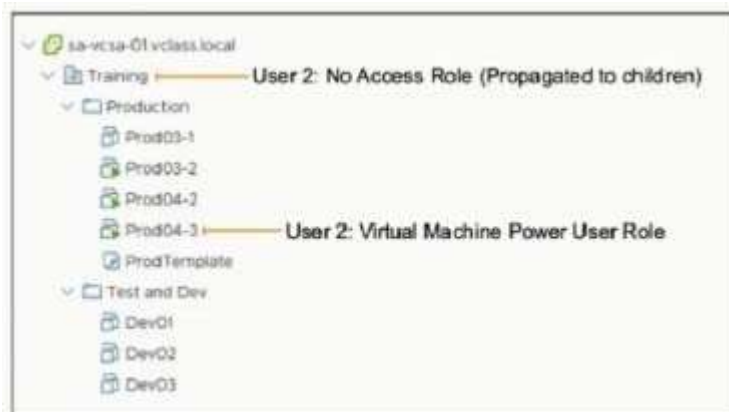 sa-vcsa-01.vclass.local
Training User 2: No Access Role (Propagated to children)
Production
Prod03-1
Prod03-2
Prod04-2
Prod04-3 User 2: Virtual Machine Power User Role
ProdTemplate
Test and Dev
Dev01
Dev02
Dev03